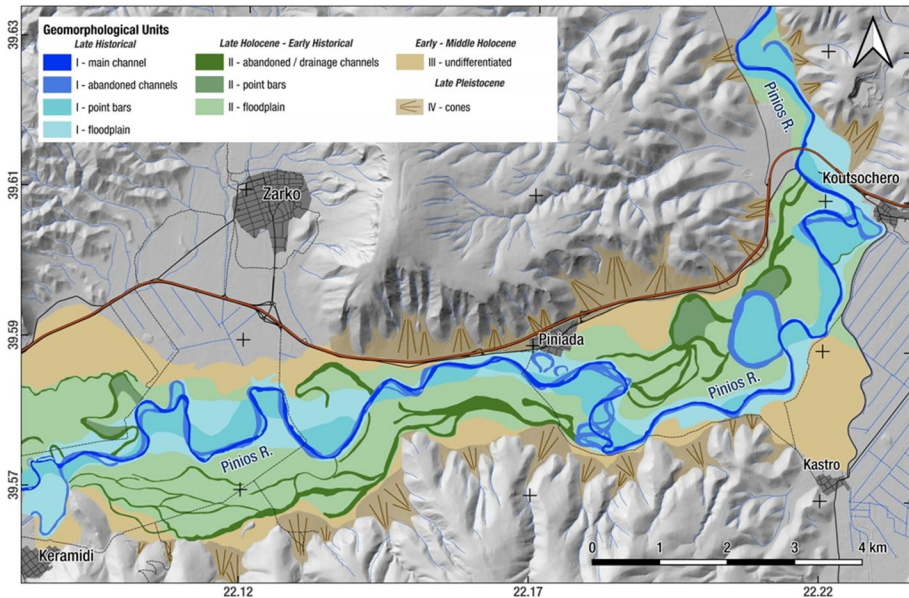 Geomorphological Units
Late Historical
I - main channel
I - abandoned channels
I - point bars
I - floodplain
Late Holocene - Early Historical
II - abandoned / drainage channels
II - point bars
II - floodplain
Early - Middle Holocene
III - undifferentiated
Late Pleistocene
IV - cones
39.63
39.61
39.59
39.57
Pinios R.
Koutsochero
Zarko
Piniada
Pinios R.
Pinios R.
Kastro
Keramidi
0 1 2 3 4 km
22.12 22.17 22.22